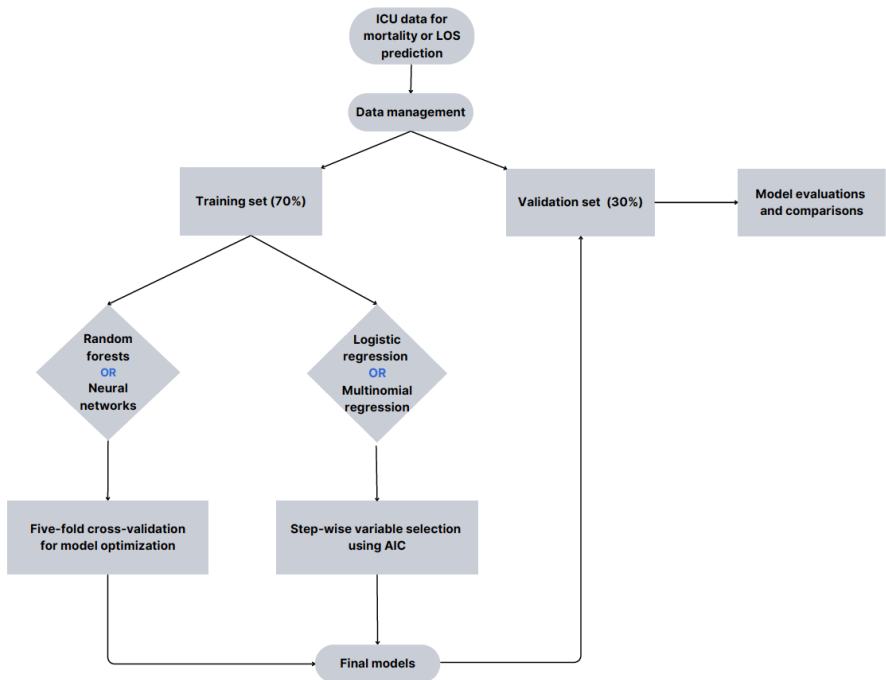 ICU data for
mortality or LOS
prediction
Data management
Training set (70%)
Validation set (30%)
Model evaluations
and comparisons
Random
forests
OR
Neural
networks
Logistic
regression
OR
Multinomial
regression
Five-fold cross-validation
for model optimization
Step-wise variable selection
using AIC
Final models